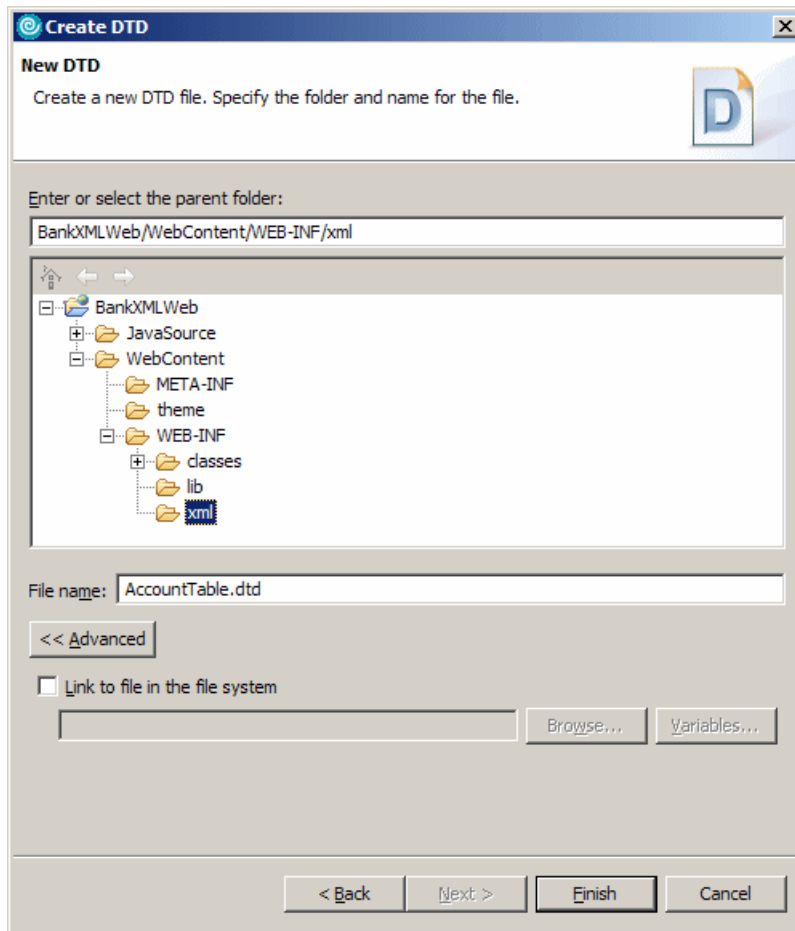 Create DTD
New DTD
Create a new DTD file. Specify the folder and name for the file.
Enter or select the parent folder:
BankXMLWeb/WebContent/WEB-INF/xml
BankXMLWeb
JavaSource
WebContent
META-INF
theme
WEB-INF
classes
lib
xml
File name: AccountTable.dtd
<< Advanced
Link to file in the file system
Browse... Variables...
< Back Next > Finish Cancel